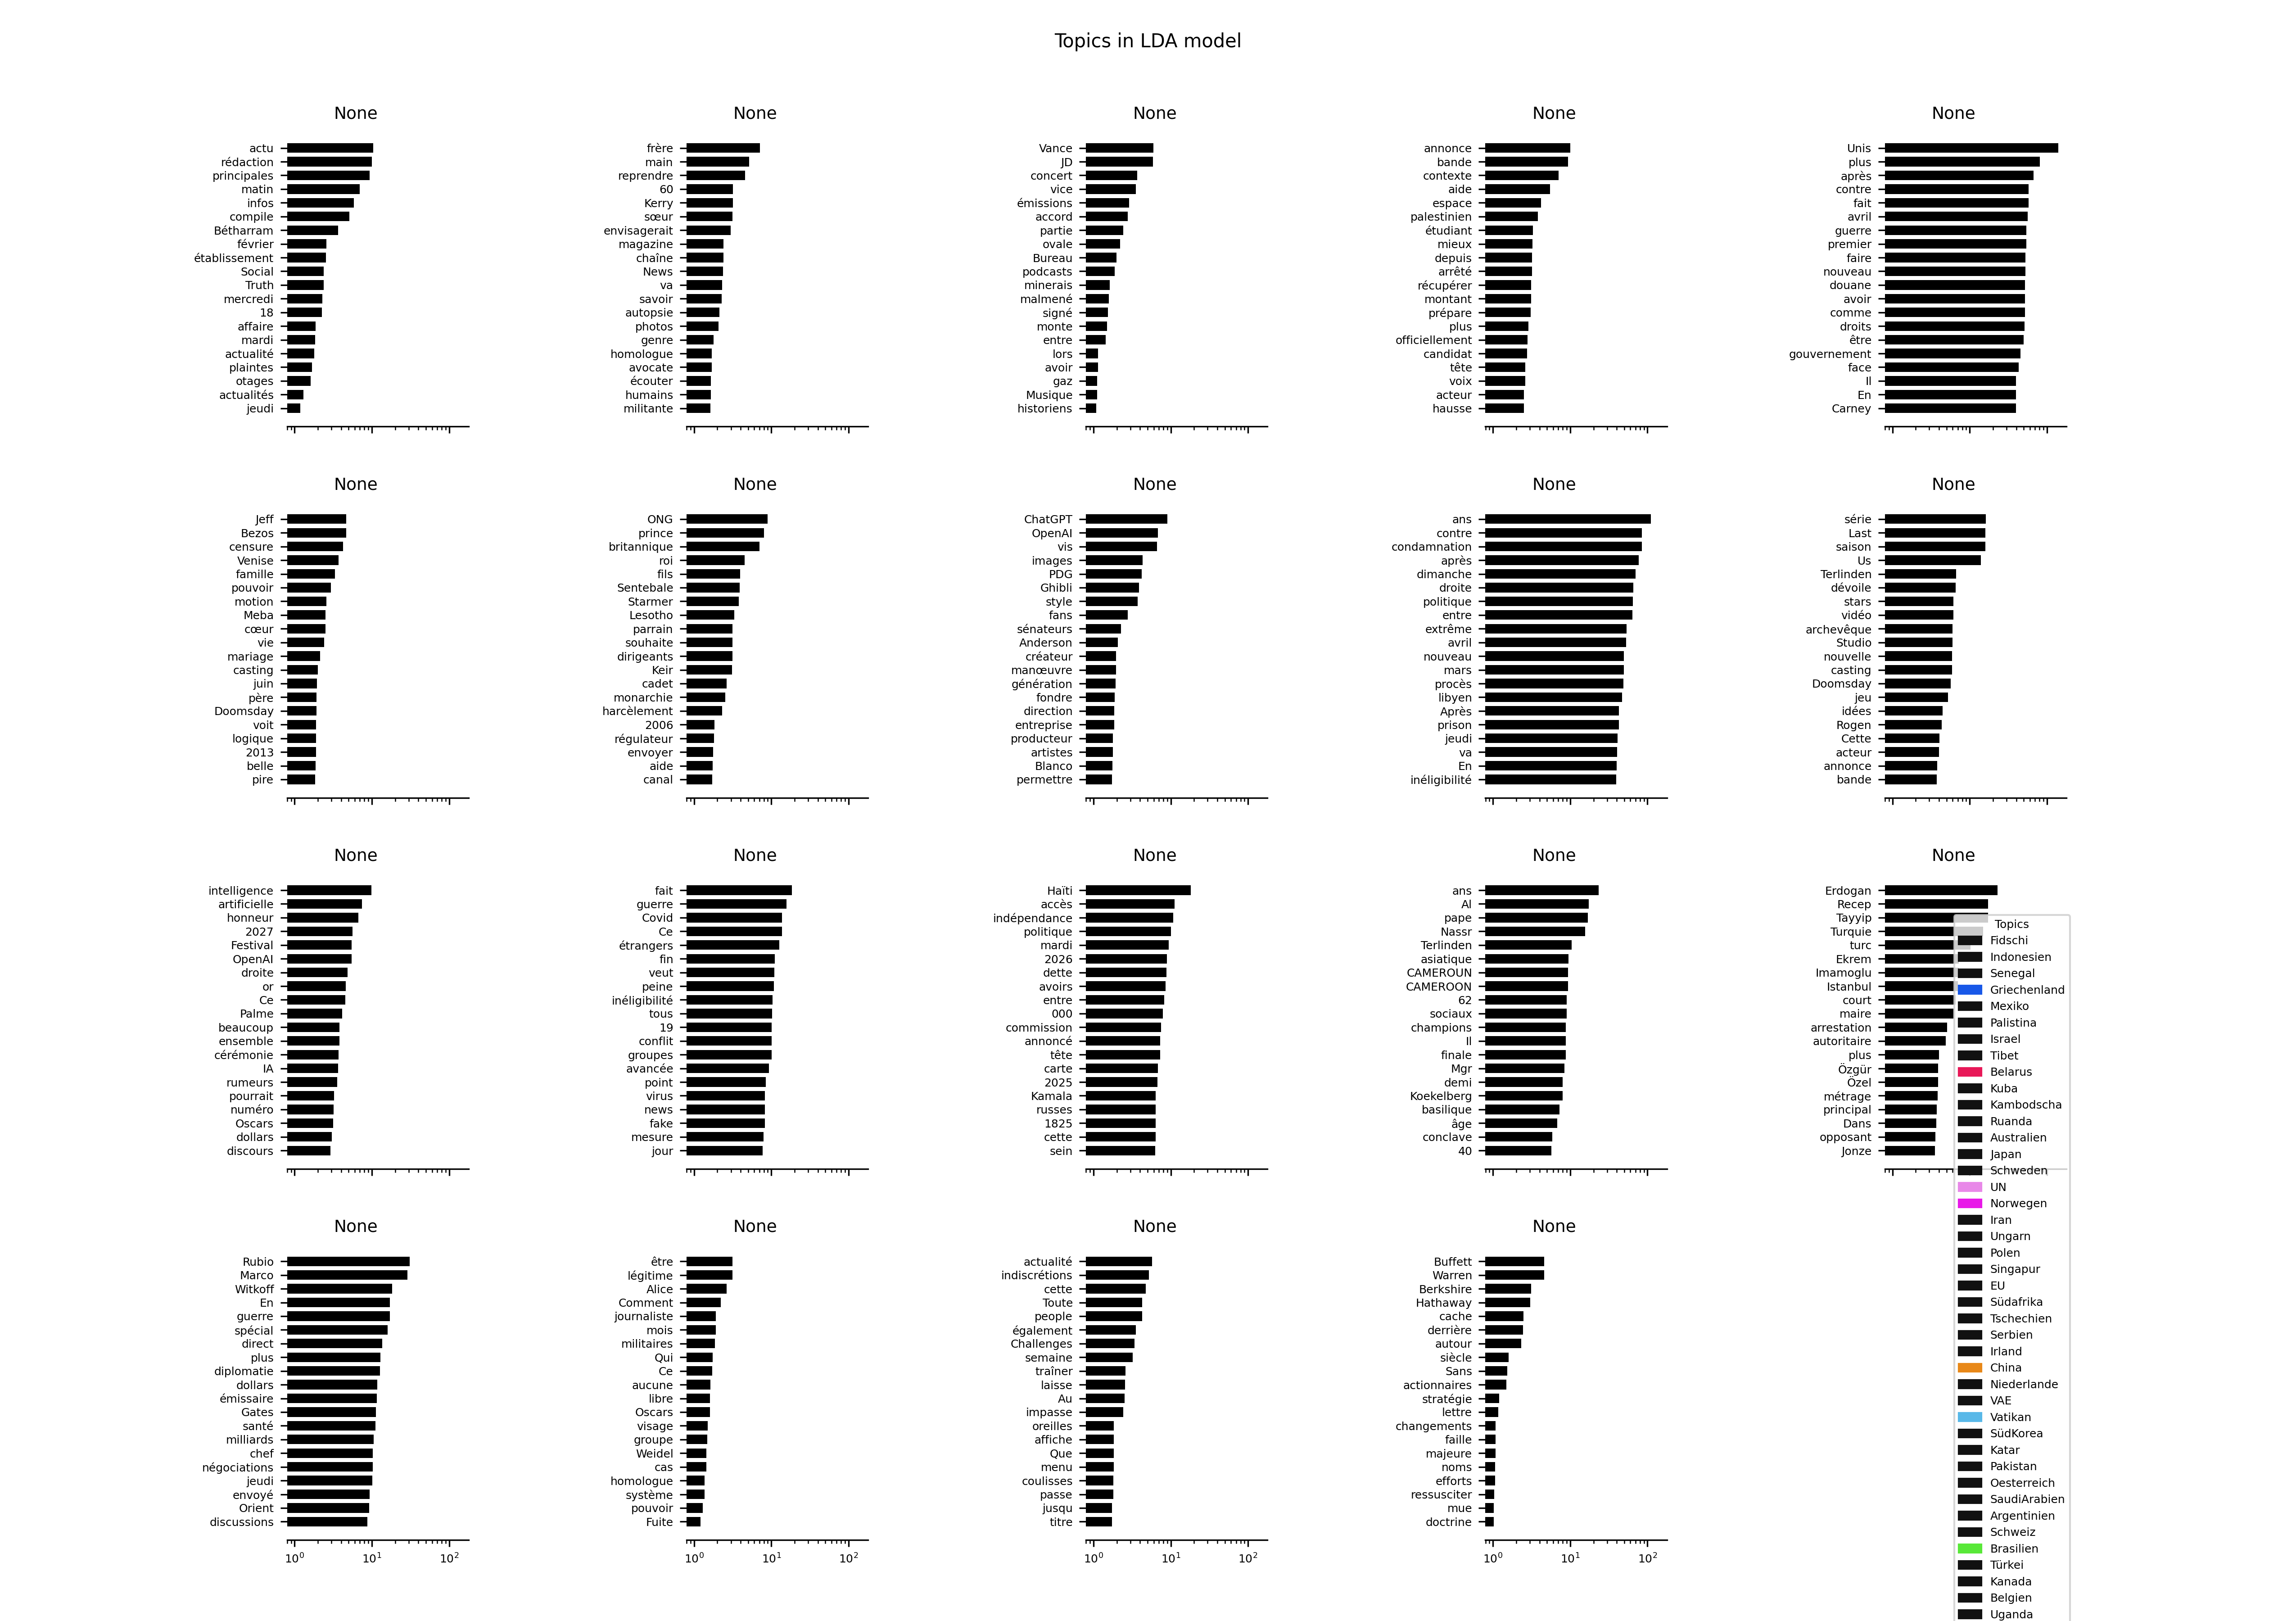 Topics in LDA model
None
actu
rédaction
principales
matin
infos
compile
Bétharram
février
établissement
Social
Truth
mercredi
18
affaire
mardi
actualité
plaintes
otages
actualités
jeudi
None
frère
main
reprendre
60
Kerry
sœur
envisagerait
magazine
chaîne
News
va
savoir
autopsie
photos
genre
homologue
avocate
écouter
humains
militante
None
Vance
JD
concert
vice
émissions
accord
partie
ovale
Bureau
podcasts
minerais
malmené
signé
monte
entre
lors
avoir
gaz
Musique
historiens
None
annonce
bande
contexte
aide
espace
palestinien
étudiant
mieux
depuis
arrêté
récupérer
montant
prépare
plus
officiellement
candidat
tête
voix
acteur
hausse
None
Unis
plus
après
contre
fait
avril
guerre
premier
faire
nouveau
douane
avoir
comme
droits
être
gouvernement
face
Il
En
Carney
None
Jeff
Bezos
censure
Venise
famille
pouvoir
motion
Meba
cœur
vie
mariage
casting
juin
père
Doomsday
voit
logique
2013
belle
pire
None
ONG
prince
britannique
roi
fils
Sentebale
Starmer
Lesotho
parrain
souhaite
dirigeants
Keir
cadet
monarchie
harcèlement
2006
régulateur
envoyer
aide
canal
None
ChatGPT
OpenAI
vis
images
PDG
Ghibli
style
fans
sénateurs
Anderson
créateur
manœuvre
génération
fondre
direction
entreprise
producteur
artistes
Blanco
permettre
None
ans
contre
condamnation
après
dimanche
droite
politique
entre
extrême
avril
nouveau
mars
procès
libyen
Après
prison
jeudi
va
En
inéligibilité
None
série
Last
saison
Us
Terlinden
dévoile
stars
vidéo
archevêque
Studio
nouvelle
casting
Doomsday
jeu
idées
Rogen
Cette
acteur
annonce
bande
None
intelligence
artificielle
honneur
2027
Festival
OpenAI
droite
or
Ce
Palme
beaucoup
ensemble
cérémonie
IA
rumeurs
pourrait
numéro
Oscars
dollars
discours
None
fait
guerre
Covid
Ce
étrangers
fin
veut
peine
inéligibilité
tous
19
conflit
groupes
avancée
point
virus
news
fake
mesure
jour
None
Haïti
accès
indépendance
politique
mardi
2026
dette
avoirs
entre
000
commission
annoncé
tête
carte
2025
Kamala
russes
1825
cette
sein
None
ans
Al
pape
Nassr
Terlinden
asiatique
CAMEROUN
CAMEROON
62
sociaux
champions
Il
finale
Mgr
demi
Koekelberg
basilique
âge
conclave
40
None
Erdogan
Recep
Tayyip
Turquie
turc
Ekrem
Imamoglu
Istanbul
court
maire
arrestation
autoritaire
plus
Özgür
Özel
métrage
principal
Dans
opposant
Jonze
None
Rubio
Marco
Witkoff
En
guerre
spécial
direct
plus
diplomatie
dollars
émissaire
Gates
santé
milliards
chef
négociations
jeudi
envoyé
Orient
discussions
10⁰ 10¹ 10²
None
être
légitime
Alice
Comment
journaliste
mois
militaires
Qui
Ce
aucune
libre
Oscars
visage
groupe
Weidel
cas
homologue
système
pouvoir
Fuite
10⁰ 10¹ 10²
None
actualité
indiscrétions
cette
Toute
people
également
Challenges
semaine
traîner
laisse
Au
impasse
oreilles
affiche
Que
menu
coulisses
passe
jusqu
titre
10⁰ 10¹ 10²
None
Buffett
Warren
Berkshire
Hathaway
cache
derrière
autour
siècle
Sans
actionnaires
stratégie
lettre
changements
faille
majeure
noms
efforts
ressusciter
mue
doctrine
10⁰ 10¹ 10²
Topics
Fidschi
Indonesien
Senegal
Griechenland
Mexiko
Palistina
Israel
Tibet
Belarus
Kuba
Kambodscha
Ruanda
Australien
Japan
Schweden
UN
Norwegen
Iran
Ungarn
Polen
Singapur
EU
Südafrika
Tschechien
Serbien
Irland
China
Niederlande
VAE
Vatikan
SüdKorea
Katar
Pakistan
Oesterreich
SaudiArabien
Argentinien
Schweiz
Brasilien
Türkei
Kanada
Belgien
Uganda